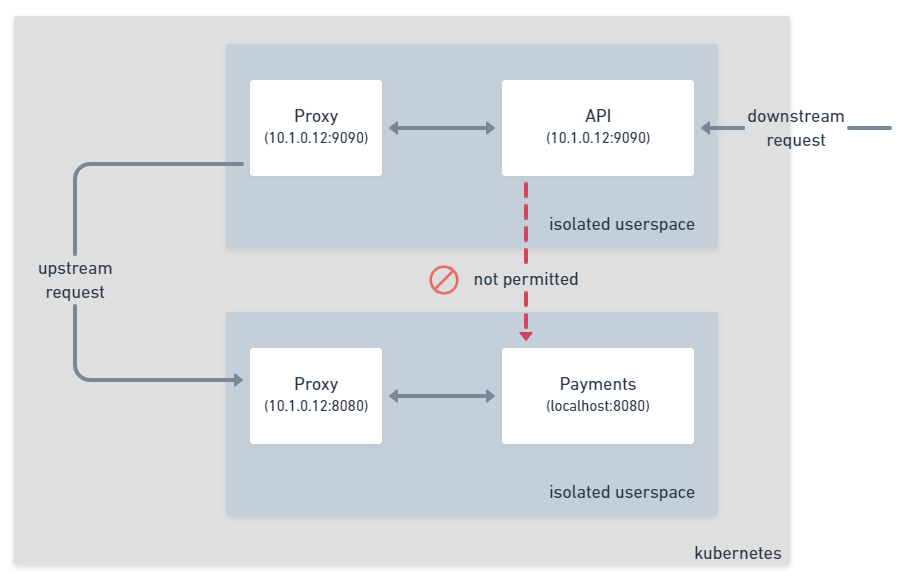 Proxy
(10.1.0.12:9090)
API
(10.1.0.12:9090)
downstream
request
isolated userspace
upstream
request
not permitted
Proxy
(10.1.0.12:8080)
Payments
(localhost:8080)
isolated userspace
kubernetes